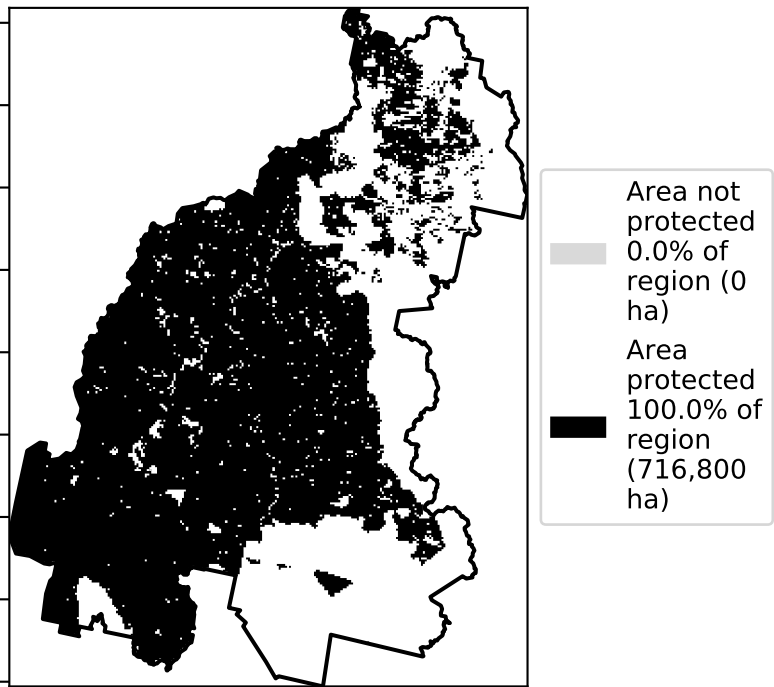 Area not
protected
0.0% of
region (0
ha)
Area
protected
100.0% of
region
(716,800
ha)